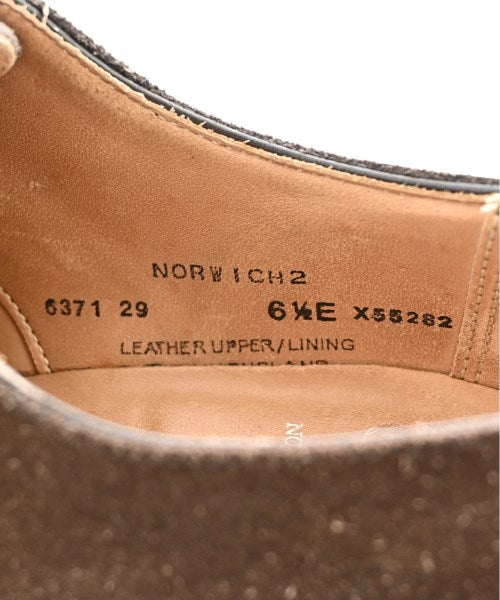 NORWICH2
6371 29 6½E X55282
LEATHER UPPER/LINING